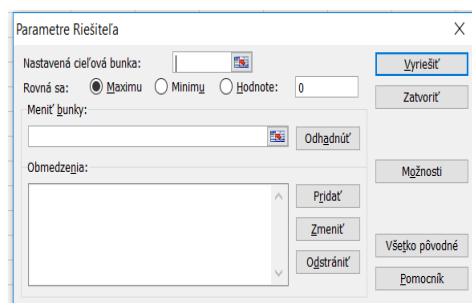 Parametre Riešiteľa
Nastavená cieľová bunka:
Vyriešiť
Rovná sa: Maximu Minimu Hodnote: 0
Zatvoriť
Meniť bunky:
Odhadnúť
Obmedzenia:
Možnosti
Pridať
Zmeniť
Všetko pôvodné
Odstrániť
Pomocník